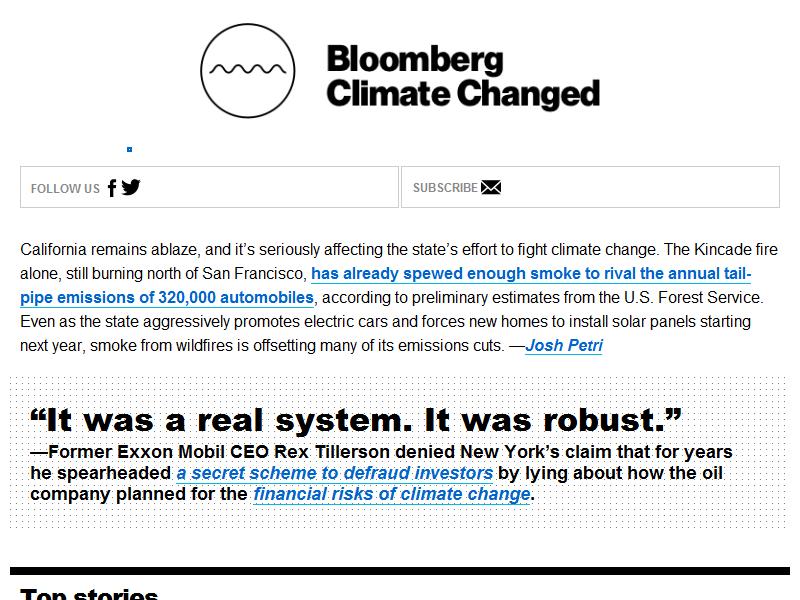 Bloomberg
Climate Changed
FOLLOW US
SUBSCRIBE
California remains ablaze, and it’s seriously affecting the state’s effort to fight climate change. The Kincade fire
alone, still burning north of San Francisco, has already spewed enough smoke to rival the annual tail-
pipe emissions of 320,000 automobiles, according to preliminary estimates from the U.S. Forest Service.
Even as the state aggressively promotes electric cars and forces new homes to install solar panels starting
next year, smoke from wildfires is offsetting many of its emissions cuts. —Josh Petri
“It was a real system. It was robust.”
—Former Exxon Mobil CEO Rex Tillerson denied New York’s claim that for years
he spearheaded a secret scheme to defraud investors by lying about how the oil
company planned for the financial risks of climate change.
Top stories